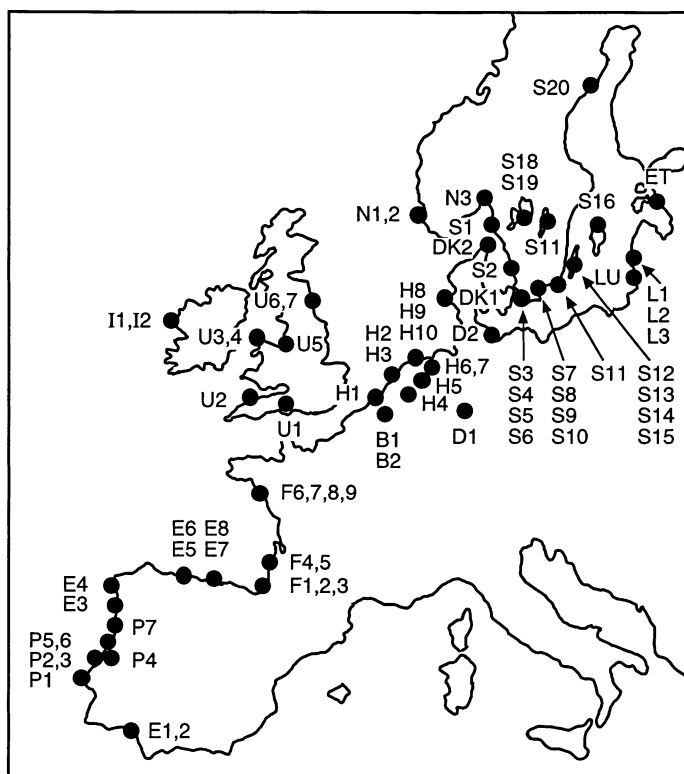 S20
S18
S19
ET
N3
S16
N1,2
S1
S11
DK2
S2
LU
U6,7
H8
DK1
L1
H9
L2
I1,I2
H10
D2
L3
U3,4
H2
U5
H3
H6,7
S3
S7
S11
S12
H5
S4
S8
S13
U2
H1
H4
S5
S9
S14
U1
B1
D1
S6
S10
S15
B2
F6,7,8,9
E6 E8
E5 E7
F4,5
E4
F1,2,3
E3
P7
P5,6
P2,3
P4
P1
E1,2